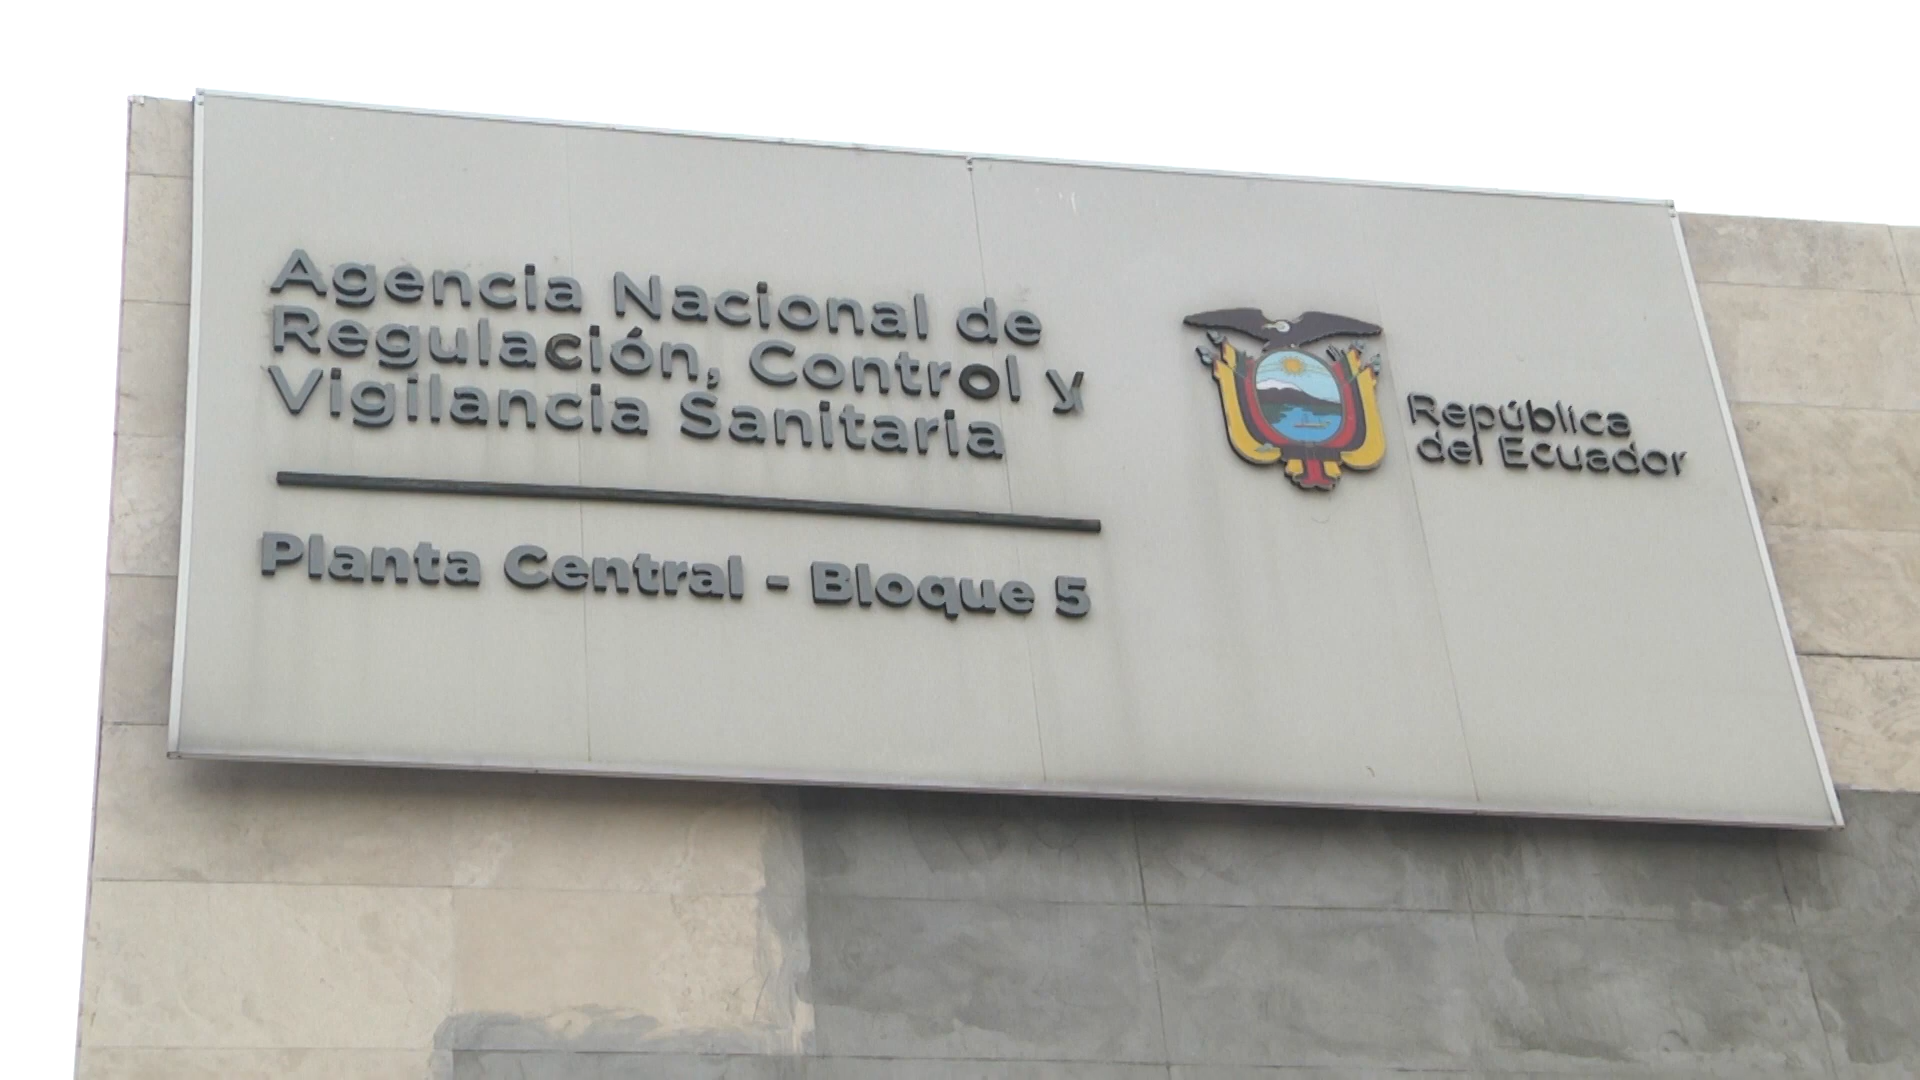 Agencia Nacional de
Regulación, Control y
Vigilancia Sanitaria
Planta Central - Bloque 5
República
del Ecuador